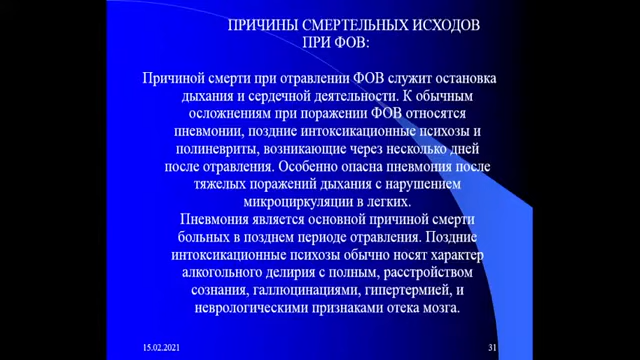 ПРИЧИНЫ СМЕРТЕЛЬНЫХ ИСХОДОВ
ПРИ ФОВ:
Причиной смерти при отравлении ФОВ служит остановка
дыхания и сердечной деятельности. К обычным
осложнениям при поражении ФОВ относятся
пневмонии, поздние интоксикационные психозы и
полиневриты, возникающие через несколько дней
после отравления. Особенно опасна пневмония после
тяжелых поражений дыхания с нарушением
микроциркуляции в легких.
Пневмония является основной причиной смерти
больных в позднем периоде отравления. Поздние
интоксикационные психозы обычно носят характер
алкогольного делирия с полным, расстройством
сознания, галлюцинациями, гипертермией, и
неврологическими признаками отека мозга.
15.02.2021
31